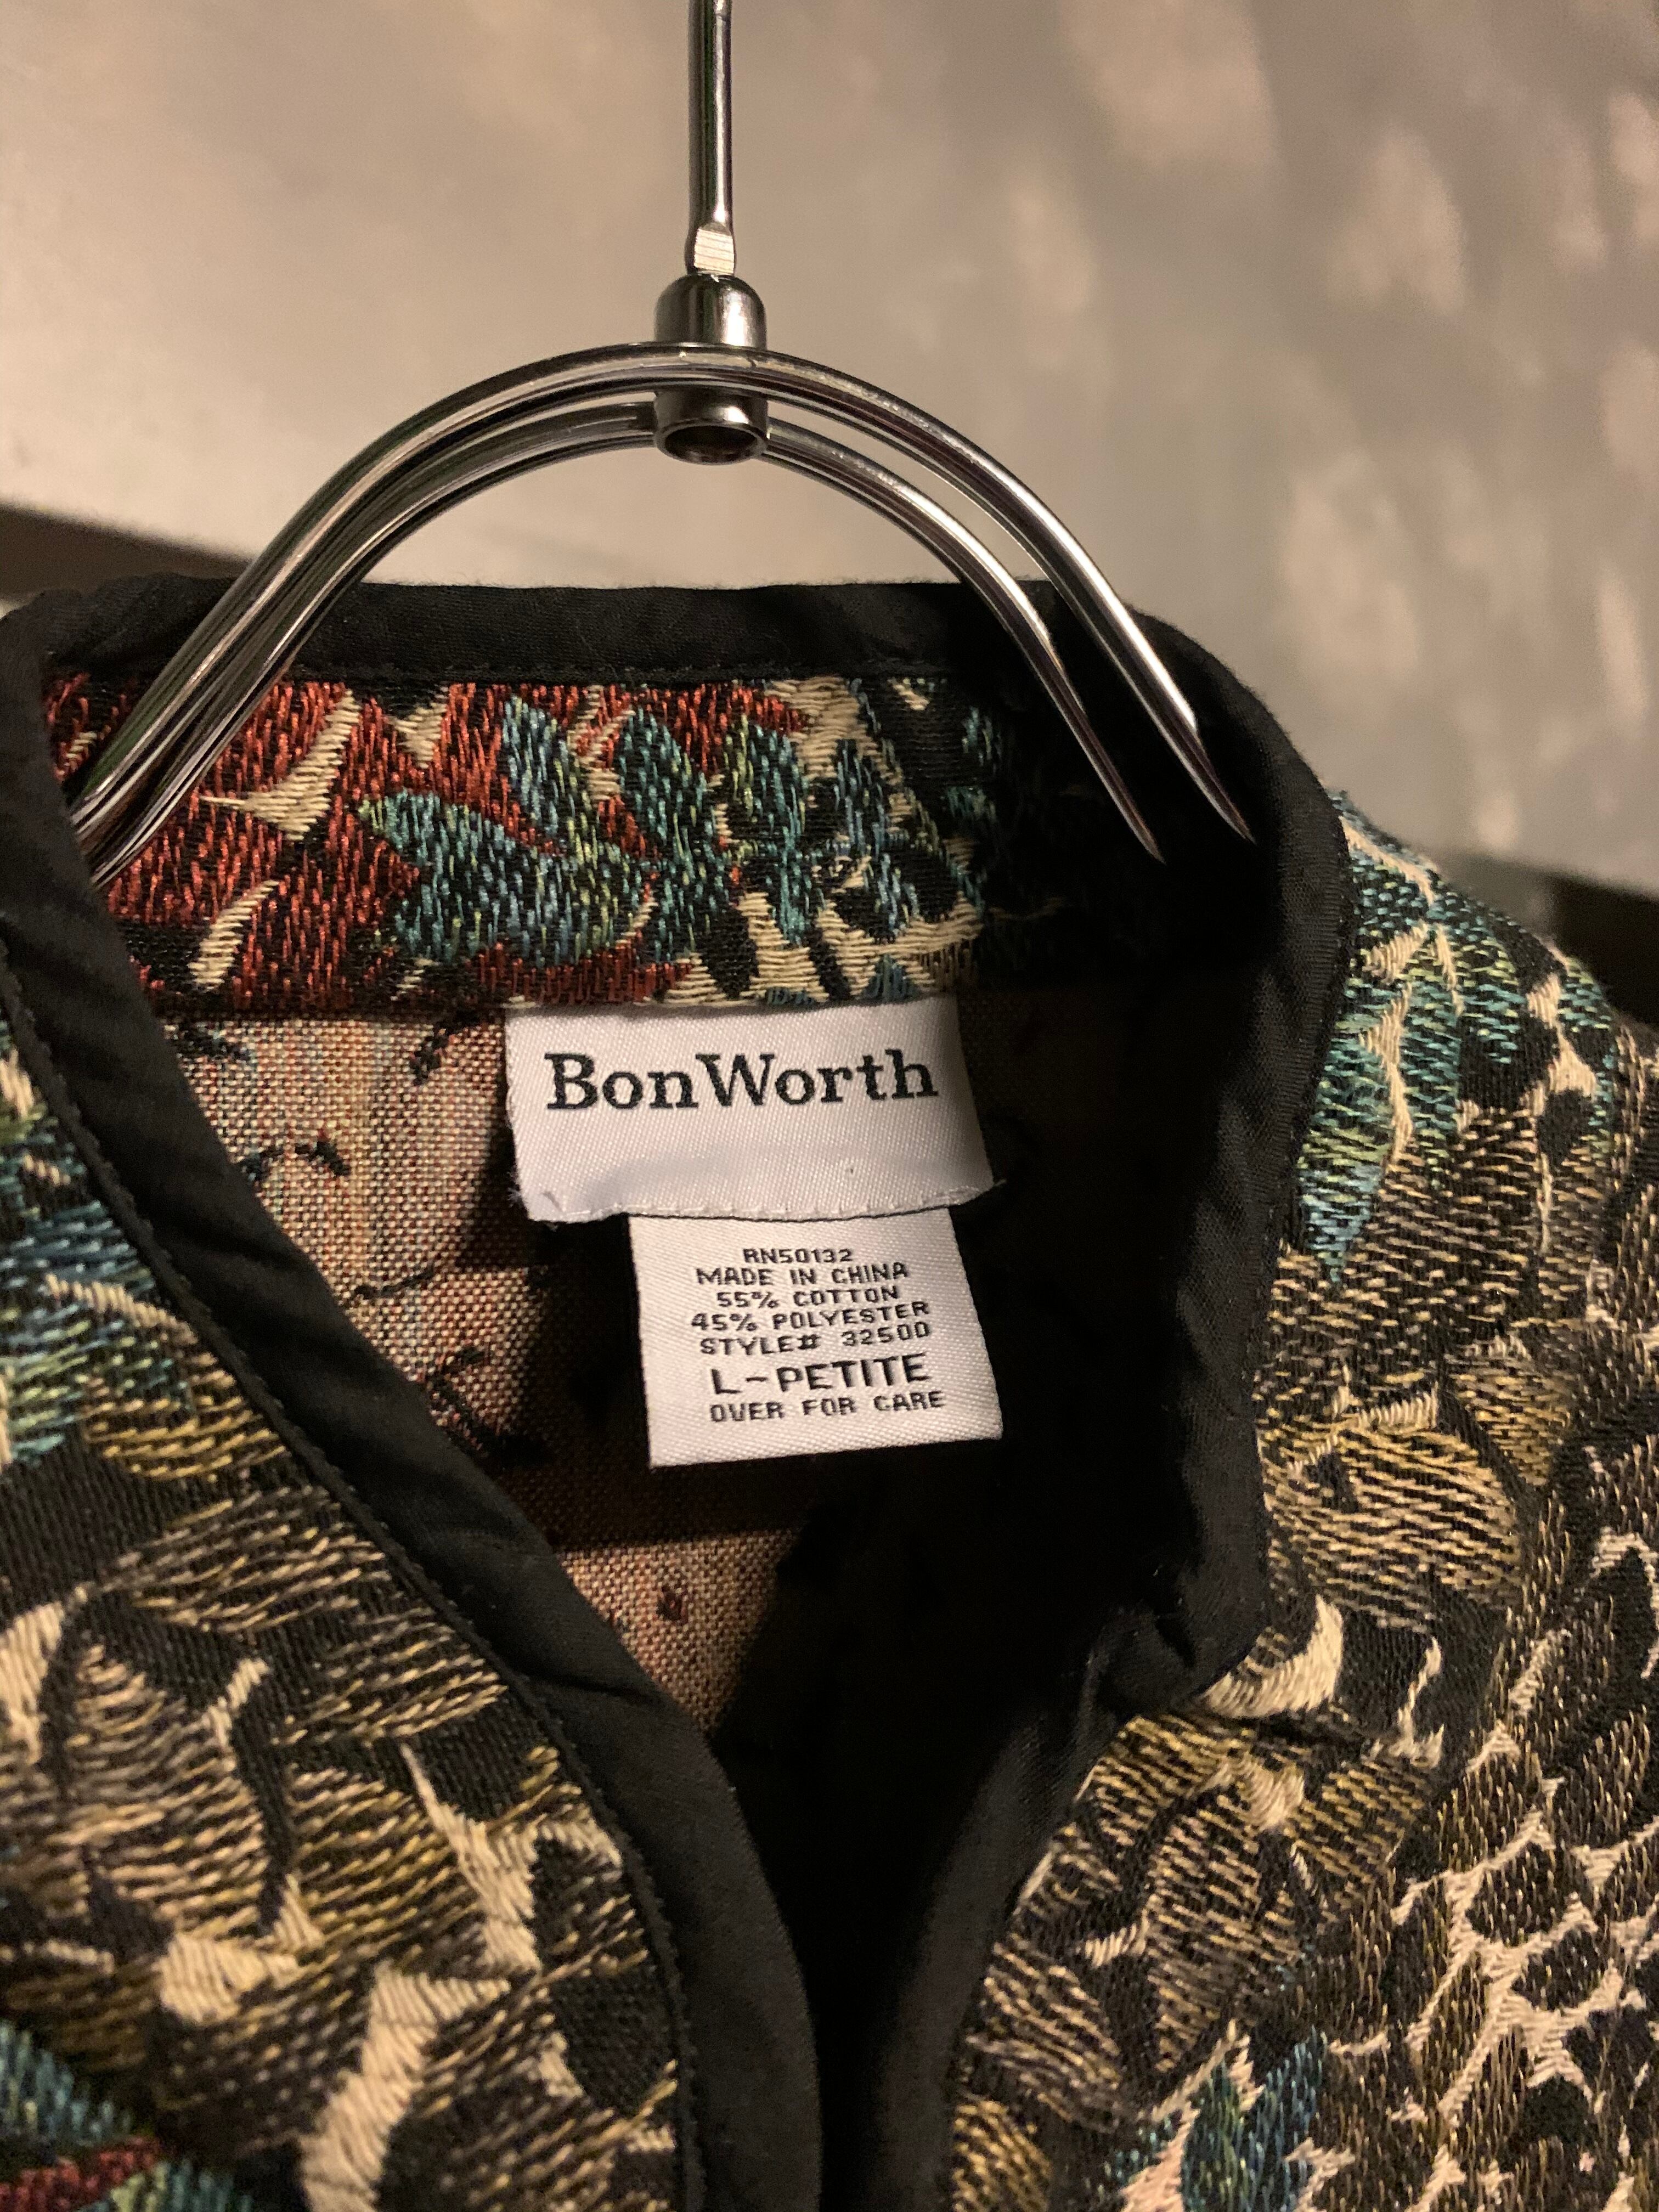 BonWorth
RN50132
MADE IN CHINA
55% COTTON
45% POLYESTER
STYLE# 32500
L-PETITE
OVER FOR CARE